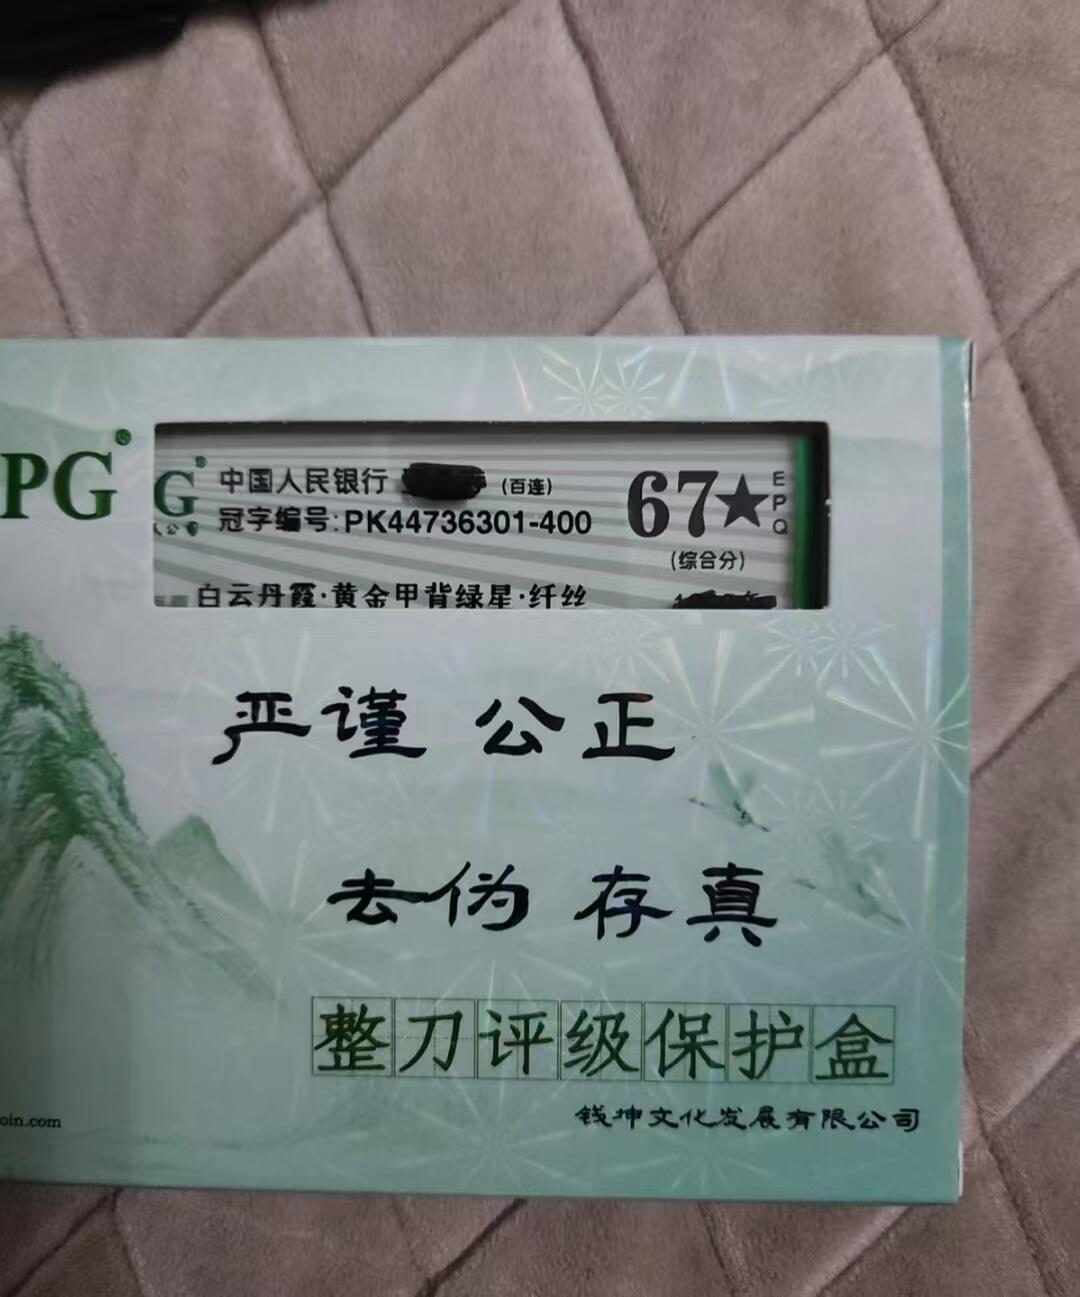 PG®
G®
中国人民银行 (百连)
冠字编号:PK44736301-400
67★
EPQ
(综合分)
白云丹霞·黄金甲背绿星·纤丝
严谨 公正
去伪 存真
整刀评级保护盒
oin.com
钱坤文化发展有限公司